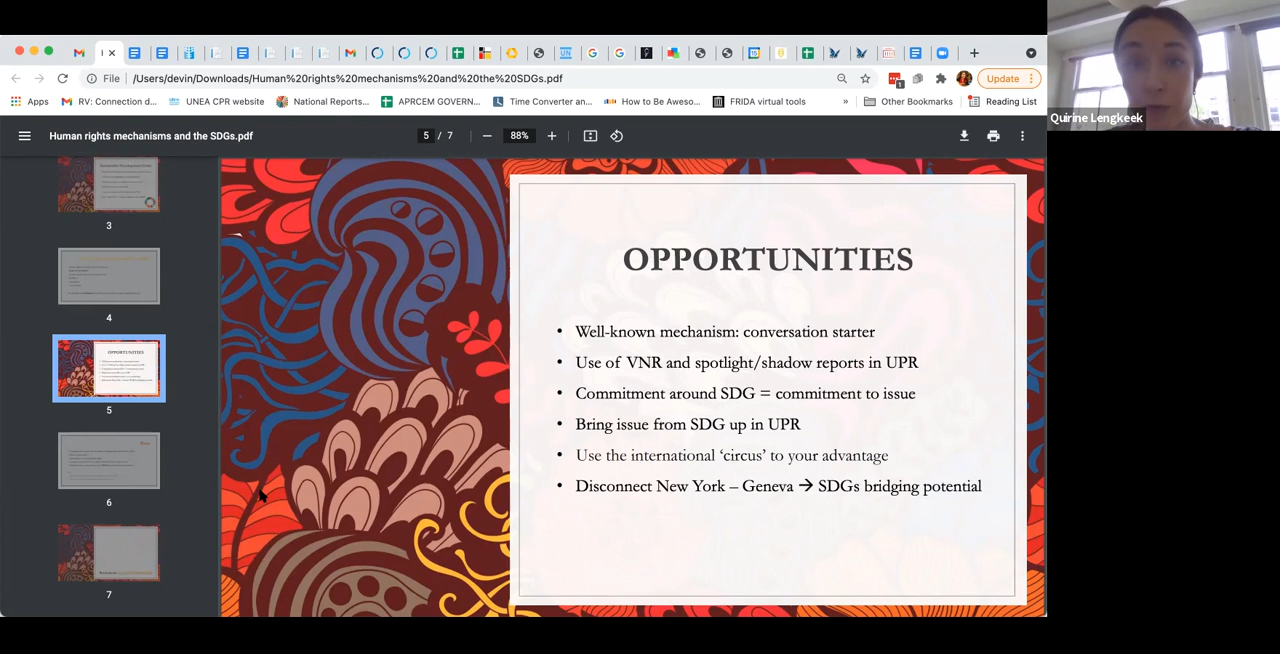 File
/Users/devin/Downloads/Human%20rights%20mechanisms%20and%20the%20SDGs.pdf
Update
Apps
RV: Connection d...
UNEA CPR website
National Reports...
APRCEM GOVERN...
Time Converter an...
How to Be Aweso...
FRIDA virtual tools
»
Other Bookmarks
Reading List
Quirine Lengkeek
Human rights mechanisms and the SDGs.pdf
5 / 7
88%
3
4
OPPORTUNITIES
5
6
7
OPPORTUNITIES
• Well-known mechanism: conversation starter
• Use of VNR and spotlight/shadow reports in UPR
• Commitment around SDG = commitment to issue
• Bring issue from SDG up in UPR
• Use the international ‘circus’ to your advantage
• Disconnect New York – Geneva → SDGs bridging potential